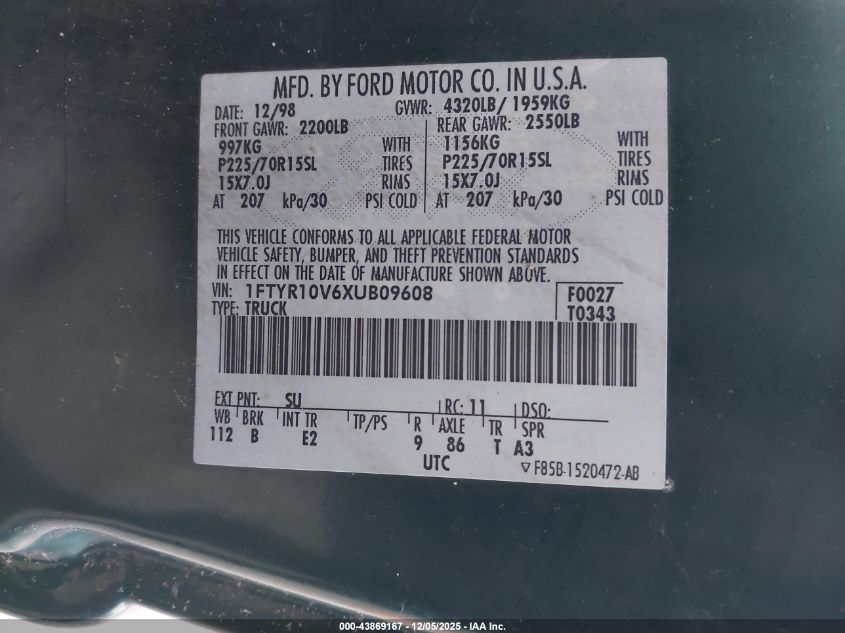 MFD. BY FORD MOTOR CO. IN U.S.A.
DATE: 12/98 GVWR: 4320LB/ 1959KG
FRONT GAWR: 2200LB REAR GAWR: 2550LB
997KG WITH 1156KG WITH
P225/70R15SL TIRES P225/70R15SL TIRES
15X7.0J RIMS 15X7.0J RIMS
AT 207 kPa/30 PSI COLD AT 207 kPa/30 PSI COLD
THIS VEHICLE CONFORMS TO ALL APPLICABLE FEDERAL MOTOR
VEHICLE SAFETY, BUMPER, AND THEFT PREVENTION STANDARDS
IN EFFECT ON THE DATE OF MANUFACTURE SHOWN ABOVE.
VIN: 1FTYR10V6XUB09608 F0027
TYPE: TRUCK T0343
EXT PNT: SU RC: 11 DSO:
WB BRK INT TR TP/PS R AXLE TR SPR
112 B E2 9 86 T A3
UTC ▽ F85B-1520472-AB
000-43869167 - 12/05/2025 - IAA Inc.